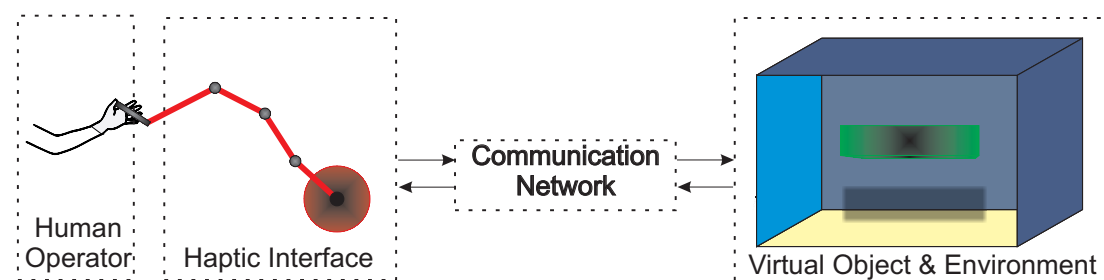 Human
Operator
Haptic Interface
Communication
Network
Virtual Object & Environment